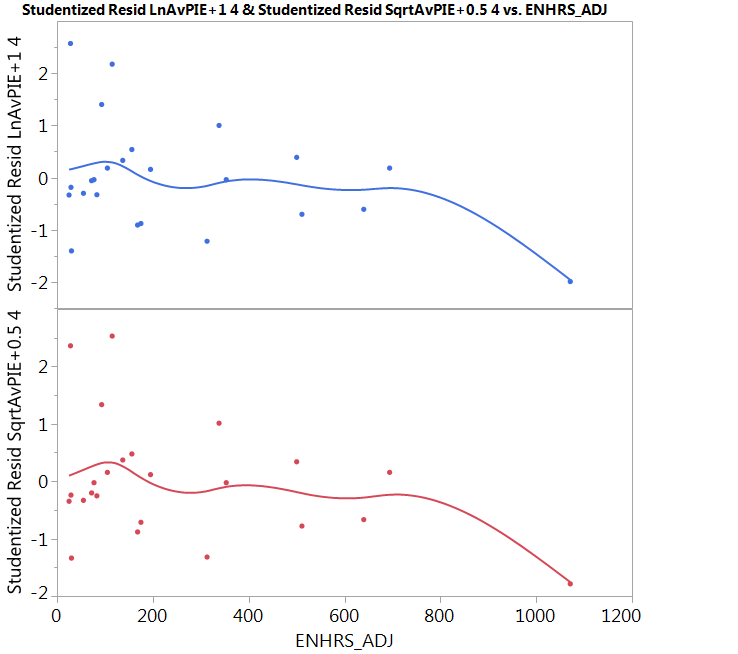 Studentized Resid LnAvPIE+1 4 & Studentized Resid SqrtAvPIE+0.5 4 vs. ENHRS_ADJ
Studentized Resid LnAvPIE+1 4
2
1
0
-1
-2
Studentized Resid SqrtAvPIE+0.5 4
2
1
0
-1
-2
0 200 400 600 800 1000 1200
ENHRS_ADJ